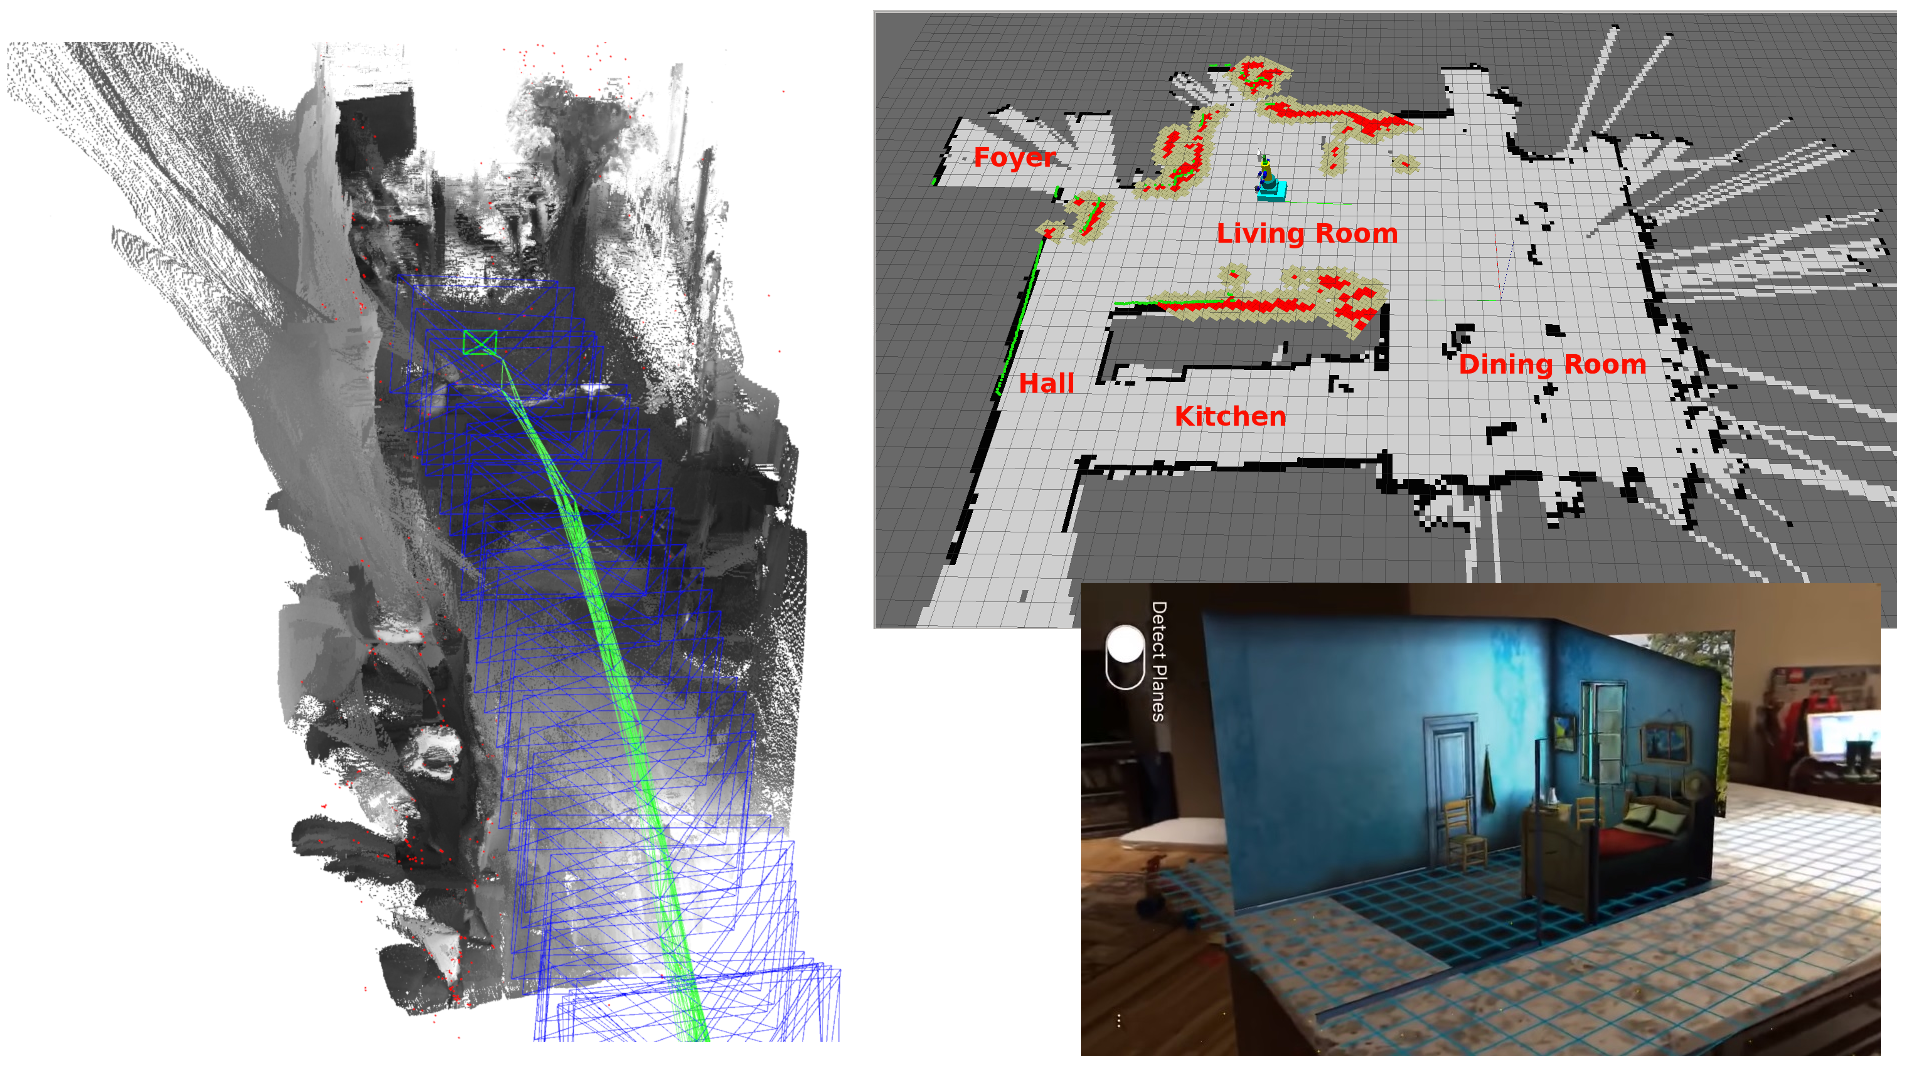 Foyer
Living Room
Dining Room
Hall
Kitchen
Detect Planes